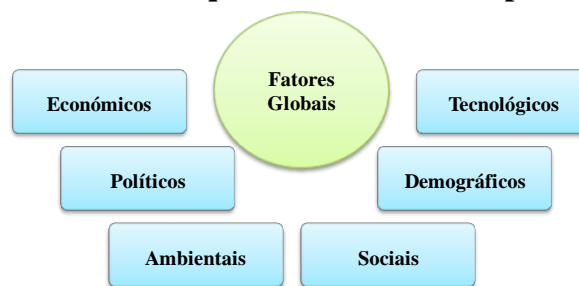 Fatores
Globais
Económicos
Tecnológicos
Políticos
Demográficos
Ambientais
Sociais